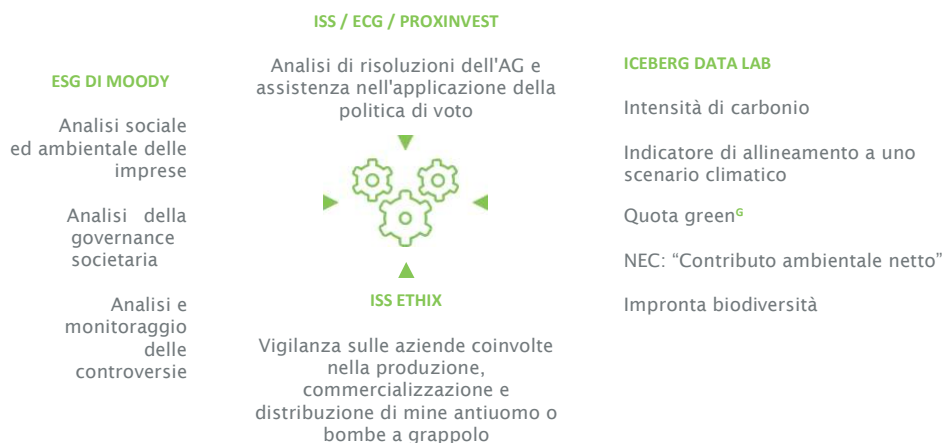 ISS / ECG / PROXINVEST
Analisi di risoluzioni dell'AG e
assistenza nell'applicazione della
politica di voto
ESG DI MOODY
Analisi sociale
ed ambientale delle
imprese
Analisi della
governance
societaria
Analisi e
monitoraggio
delle
controversie
ICEBERG DATA LAB
Intensità di carbonio
Indicatore di allineamento a uno
scenario climatico
Quota greenᴳ
NEC: “Contributo ambientale netto”
Impronta biodiversità
ISS ETHIX
Vigilanza sulle aziende coinvolte
nella produzione,
commercializzazione e
distribuzione di mine antiuomo o
bombe a grappolo